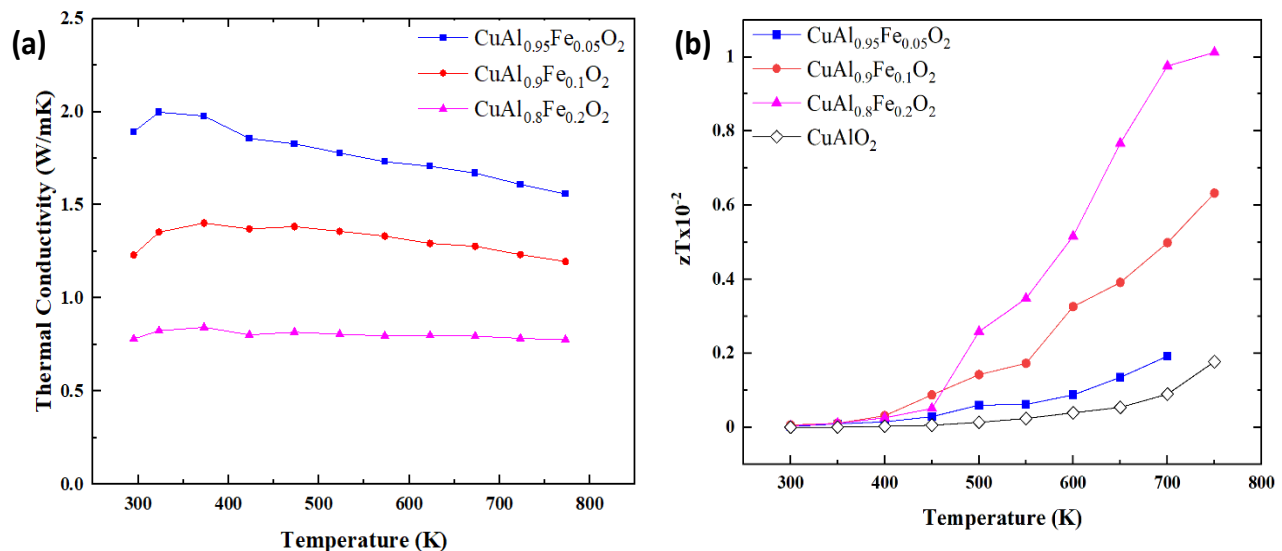 (a)
2.5
2.0
1.5
1.0
0.5
0.0
Thermal Conductivity (W/mK)
CuAl0.95Fe0.05O2
CuAl0.9Fe0.1O2
CuAl0.8Fe0.2O2
300 400 500 600 700 800
Temperature (K)
(b)
1
0.8
0.6
0.4
0.2
0
zTx10-2
CuAl0.95Fe0.05O2
CuAl0.9Fe0.1O2
CuAl0.8Fe0.2O2
CuAlO2
300 400 500 600 700 800
Temperature (K)